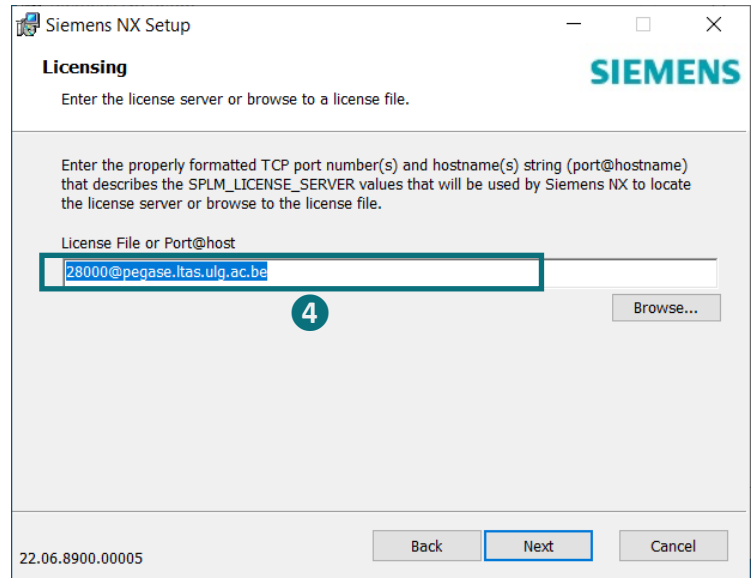 Siemens NX Setup
Licensing
SIEMENS
Enter the license server or browse to a license file.
Enter the properly formatted TCP port number(s) and hostname(s) string (port@hostname)
that describes the SPLM_LICENSE_SERVER values that will be used by Siemens NX to locate
the license server or browse to the license file.
License File or Port@host
28000@pegase.ltas.ulg.ac.be
4
Browse...
22.06.8900.00005
Back
Next
Cancel